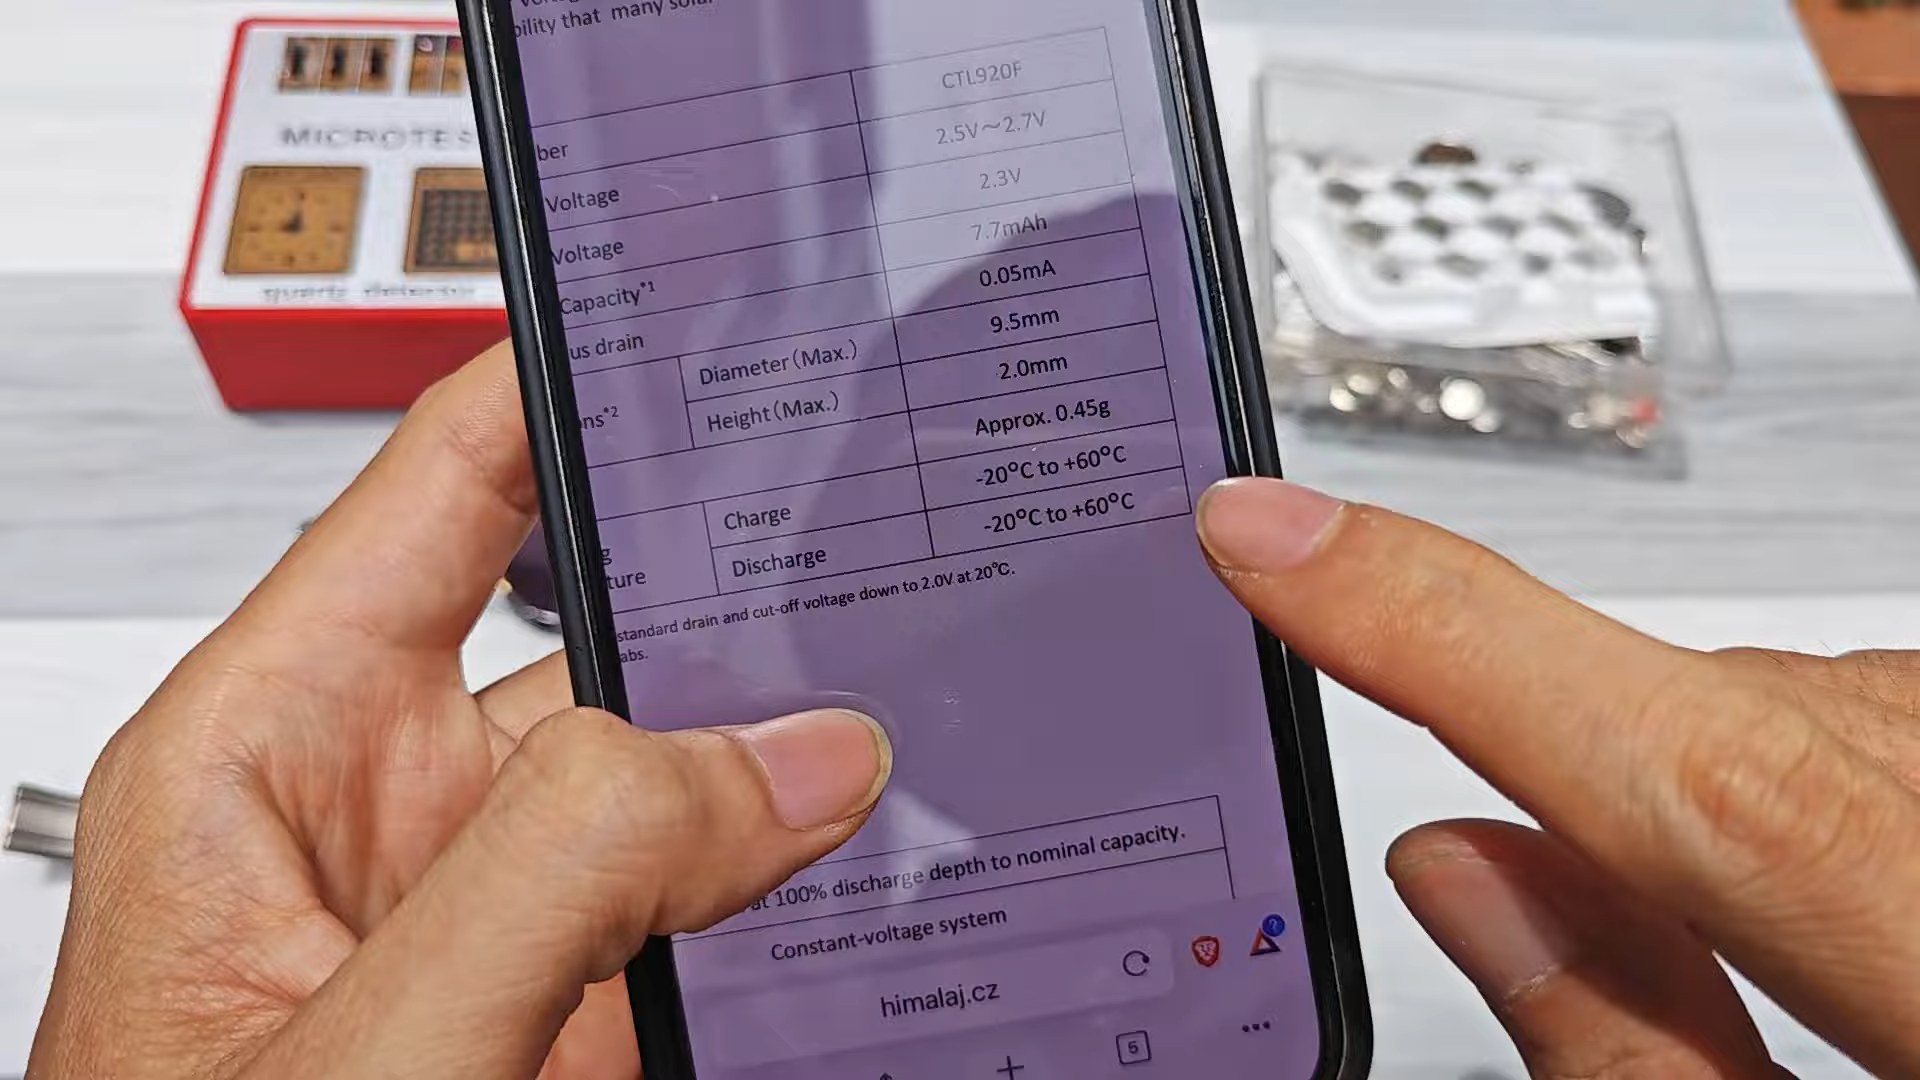 bility that many
CTL920F
ber
2.5V～2.7V
Voltage
2.3V
Voltage
7.7mAh
Capacity*1
0.05mA
us drain
Diameter（Max.）
9.5mm
ns*2
Height（Max.）
2.0mm
Approx. 0.45g
Charge
-20°C to +60°C
g
ture
Discharge
-20°C to +60°C
standard drain and cut-off voltage down to 2.0V at 20°C.
abs.
at 100% discharge depth to nominal capacity.
Constant-voltage system
himalaj.cz
5
MICROTES
quartz detector